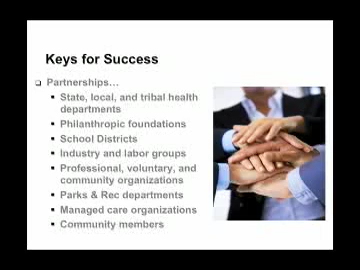 Keys for Success
Partnerships…
State, local, and tribal health
departments
Philanthropic foundations
School Districts
Industry and labor groups
Professional, voluntary, and
community organizations
Parks & Rec departments
Managed care organizations
Community members